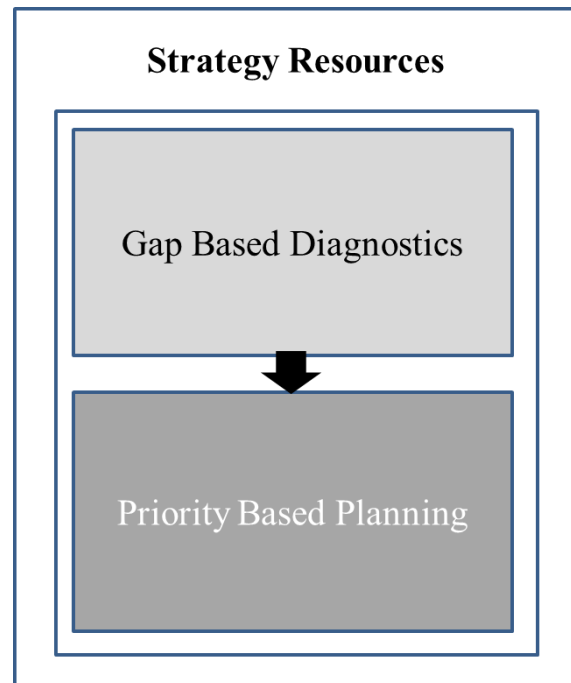 Strategy Resources
Gap Based Diagnostics
Priority Based Planning